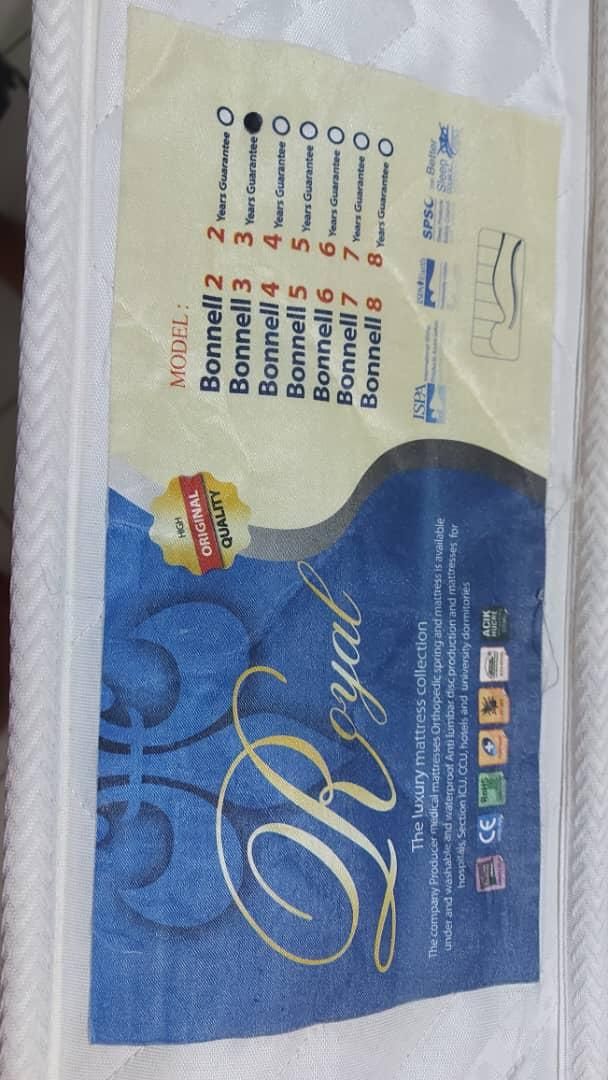 MODEL :
Bonnell 2 2 Years Guarantee
Bonnell 3 3 Years Guarantee
Bonnell 4 4 Years Guarantee
Bonnell 5 5 Years Guarantee
Bonnell 6 6 Years Guarantee
Bonnell 7 7 Years Guarantee
Bonnell 8 8 Years Guarantee
ISPA
SPSC
Better
Sleep
HIGH
ORIGINAL
QUALITY
Royal
The luxury mattress collection
The company Producer medical mattresses Orthopedic spring and mattress is available
under and washable and waterproof Anti lumbar disc production and mattresses for
hospitals, Section ICU, CCU, hotels and university dormitories
CE
RoHS
ACIK